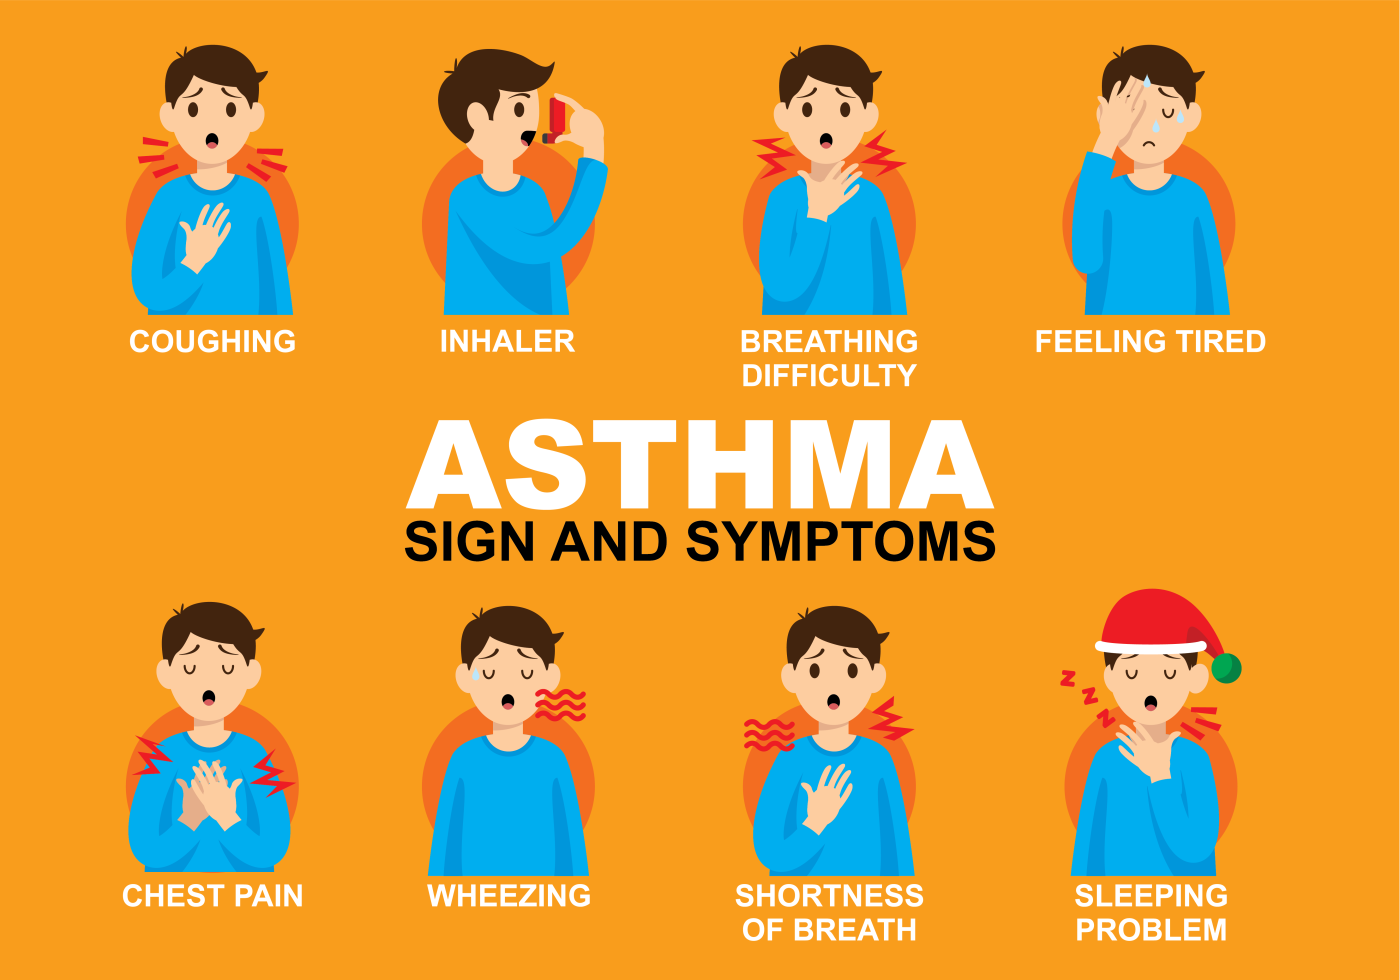 COUGHING
INHALER
BREATHING
DIFFICULTY
FEELING TIRED
ASTHMA
SIGN AND SYMPTOMS
z
z
z
CHEST PAIN
WHEEZING
SHORTNESS
OF BREATH
SLEEPING
PROBLEM